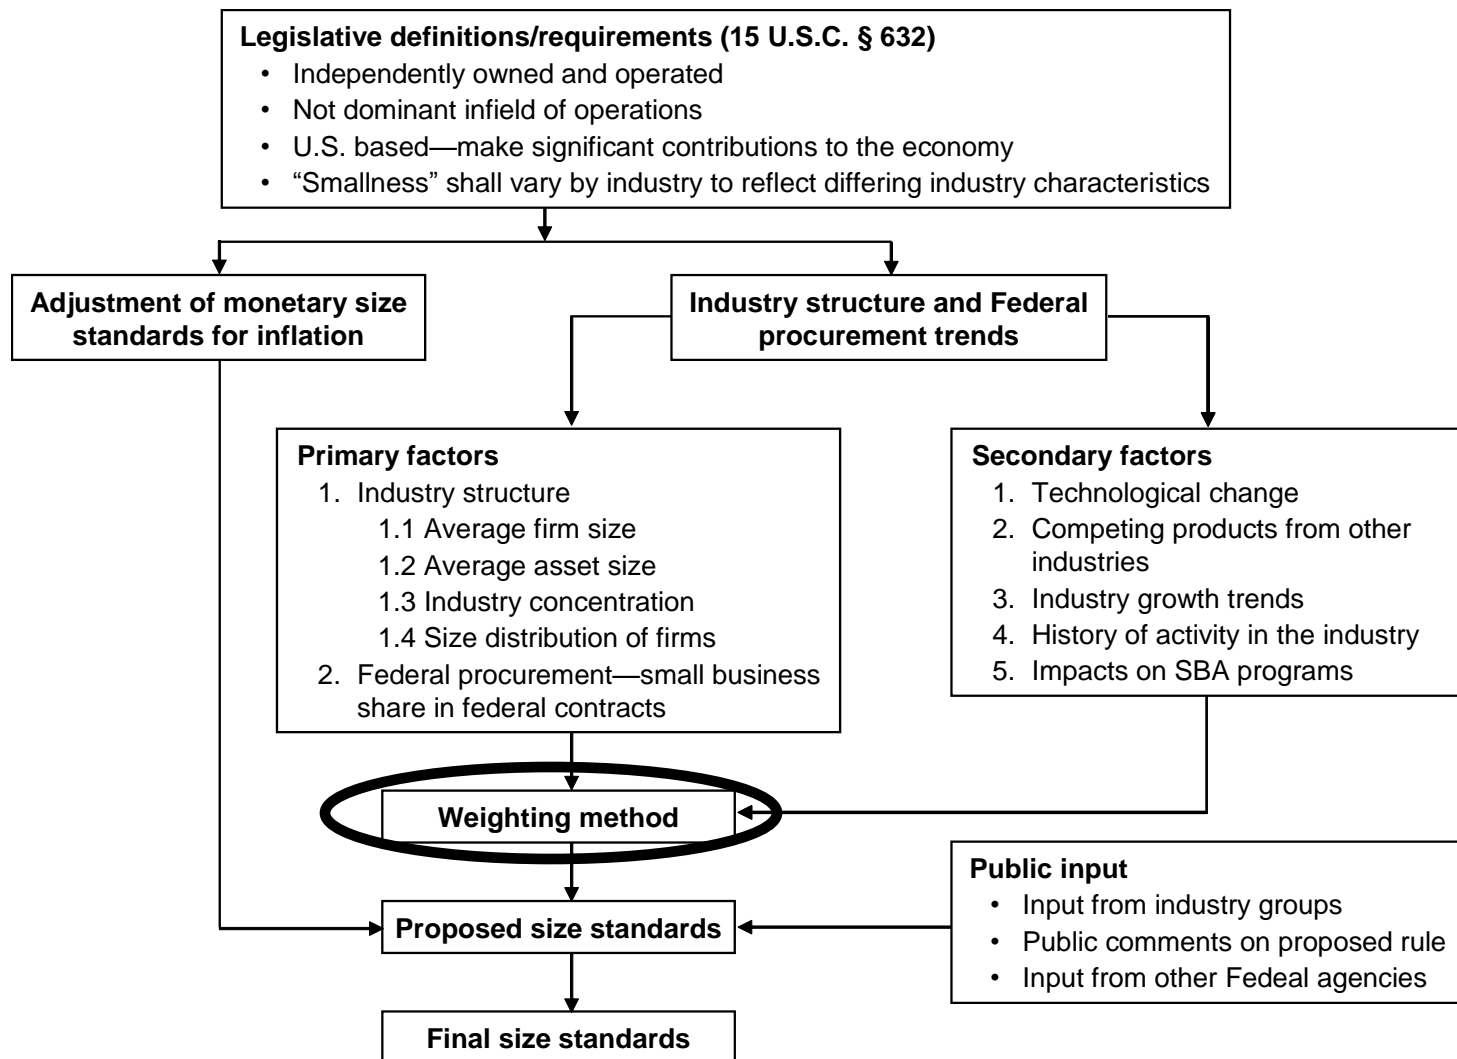 Legislative definitions/requirements (15 U.S.C. § 632)
• Independently owned and operated
• Not dominant infield of operations
• U.S. based—make significant contributions to the economy
• “Smallness” shall vary by industry to reflect differing industry characteristics
Adjustment of monetary size
standards for inflation
Industry structure and Federal
procurement trends
Primary factors
1. Industry structure
1.1 Average firm size
1.2 Average asset size
1.3 Industry concentration
1.4 Size distribution of firms
2. Federal procurement—small business
share in federal contracts
Secondary factors
1. Technological change
2. Competing products from other
industries
3. Industry growth trends
4. History of activity in the industry
5. Impacts on SBA programs
Weighting method
Public input
• Input from industry groups
• Public comments on proposed rule
• Input from other Fedeal agencies
Proposed size standards
Final size standards